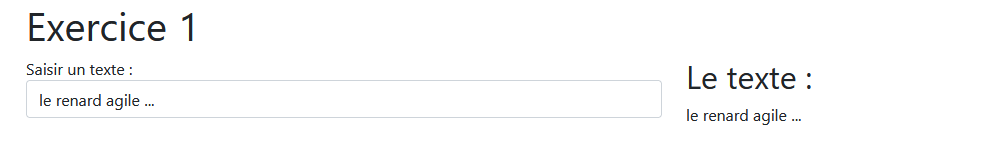 Exercice 1
Saisir un texte :
le renard agile ...
Le texte :
le renard agile ...